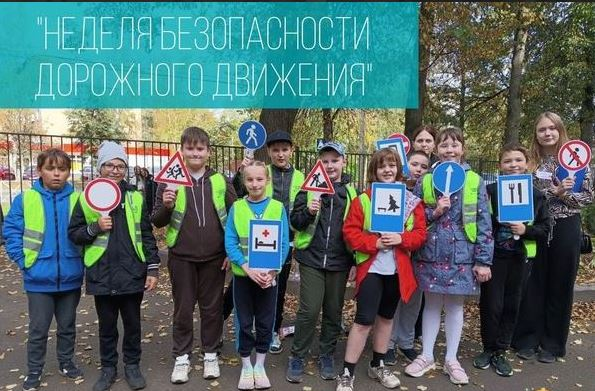 "НЕДЕЛЯ БЕЗОПАСНОСТИ
ДОРОЖНОГО ДВИЖЕНИЯ"